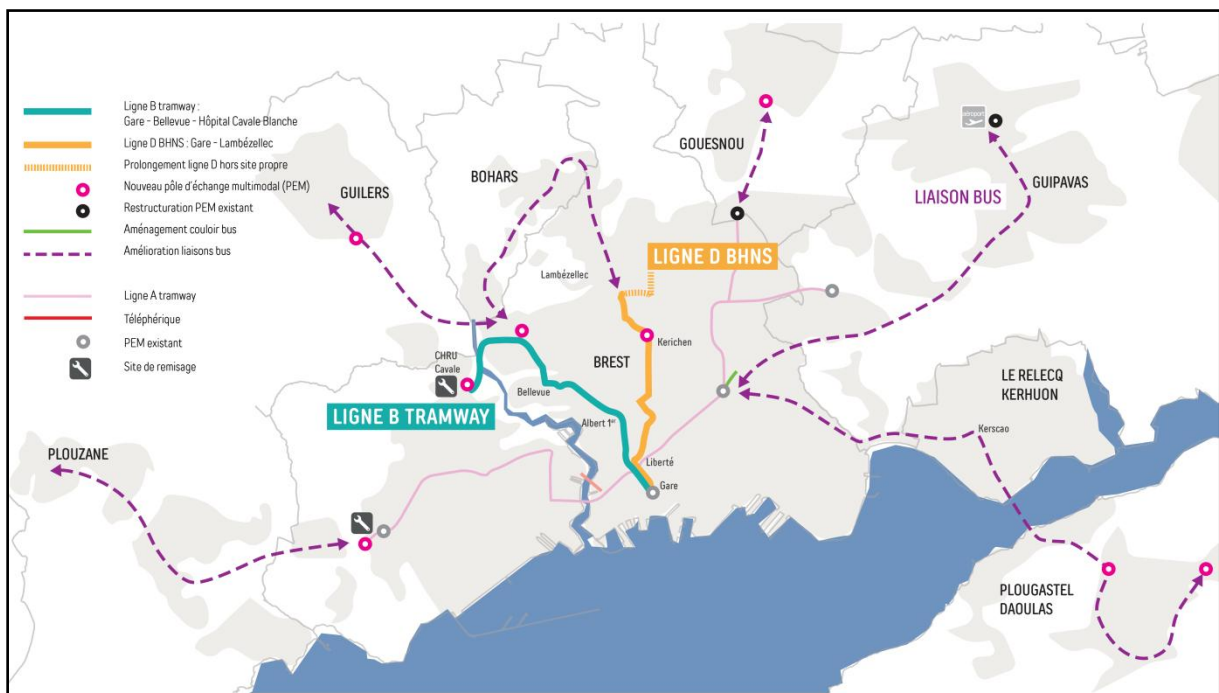 Ligne B tramway :
Gare - Bellevue - Hôpital Cavale-Blanche
Ligne D BHNS : Gare - Lambézellec
Prolongement ligne D hors site propre
Nouveau pôle d'échange multimodal (PEM)
Restructuration PEM existant
Aménagement couloir bus
Amélioration liaisons bus
Ligne A tramway
Téléphérique
PEM existant
Site de remisage
GUILERS
BOHARS
GOUESNOU
aéroport
GUIPAVAS
LIAISON BUS
LIGNE D BHNS
Lambézellec
Kerichen
BREST
CHRU
Cavale
Bellevue
LIGNE B TRAMWAY
Albert 1er
LE RELECQ
KERHUON
Kerscao
PLOUZANE
Liberté
Gare
PLOUGASTEL
DAOULAS